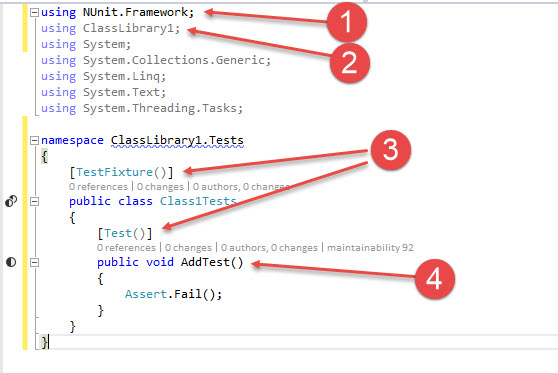 using NUnit.Framework;
1
using ClassLibrary1;
2
using System;
using System.Collections.Generic;
using System.Linq;
using System.Text;
using System.Threading.Tasks;
namespace ClassLibrary1.Tests
3
{
[TestFixture()]
0 references | 0 changes | 0 authors, 0 changes
public class Class1Tests
{
[Test()]
0 references | 0 changes | 0 authors, 0 changes | maintainability 92
public void AddTest()
4
{
Assert.Fail();
}
}
}